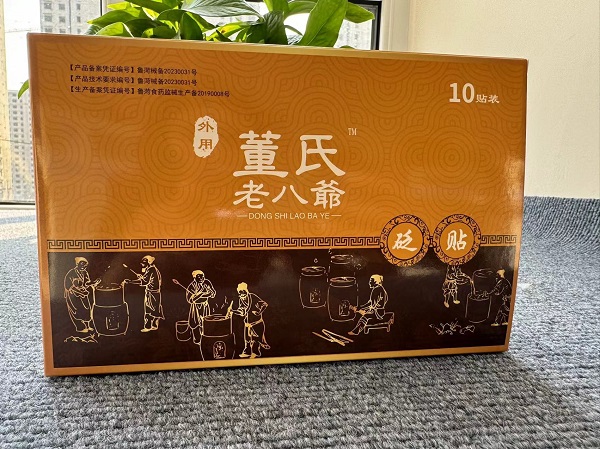 【产品备案凭证编号】鲁菏械备20230031号
【产品技术要求编号】鲁菏械备20230031号
【生产备案凭证编号】鲁菏食药监械生产备20190008号
10贴装
外用
董氏™
老八爺
DONG SHI LAO BA YE
砭贴